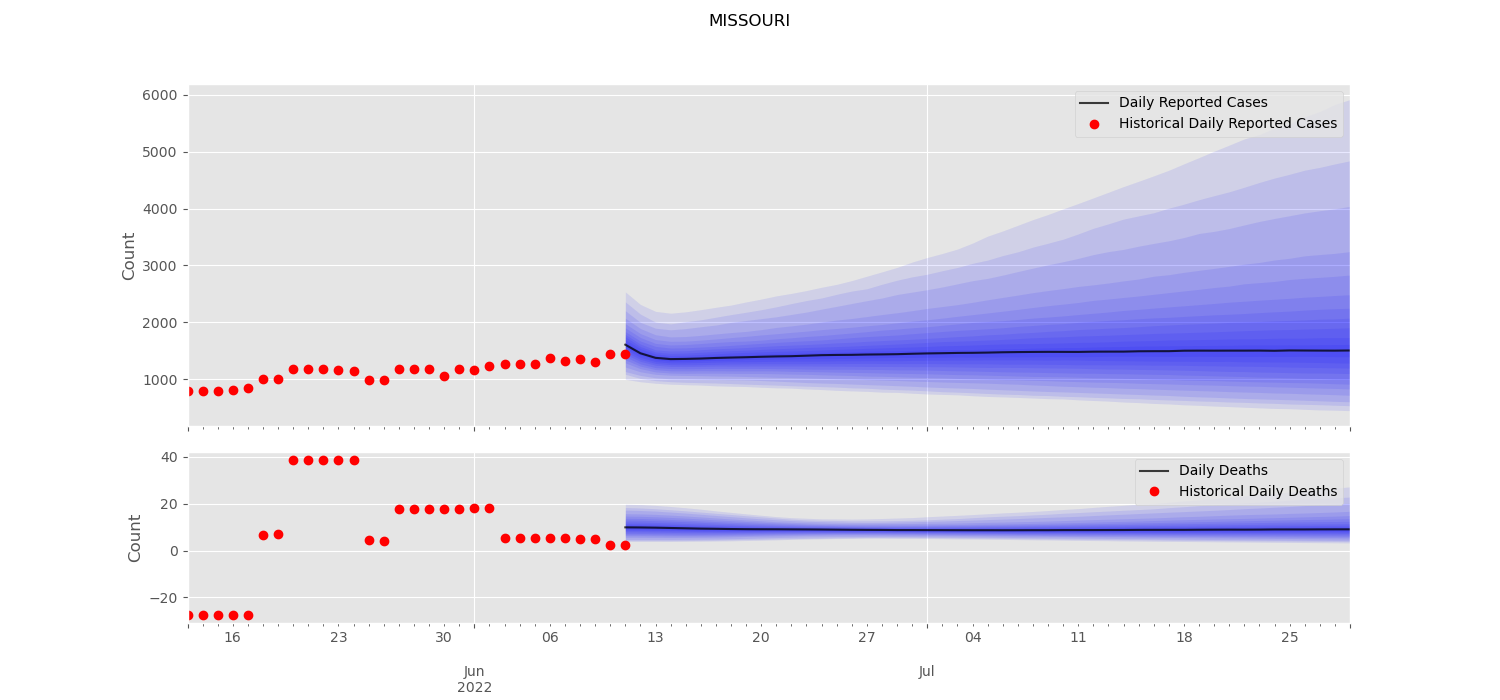 MISSOURI
6000
5000
4000
3000
2000
1000
Count
Daily Reported Cases
Historical Daily Reported Cases
40
20
0
−20
Count
Daily Deaths
Historical Daily Deaths
16 23 30 06 13 20 27 04 11 18 25
Jun Jul
2022